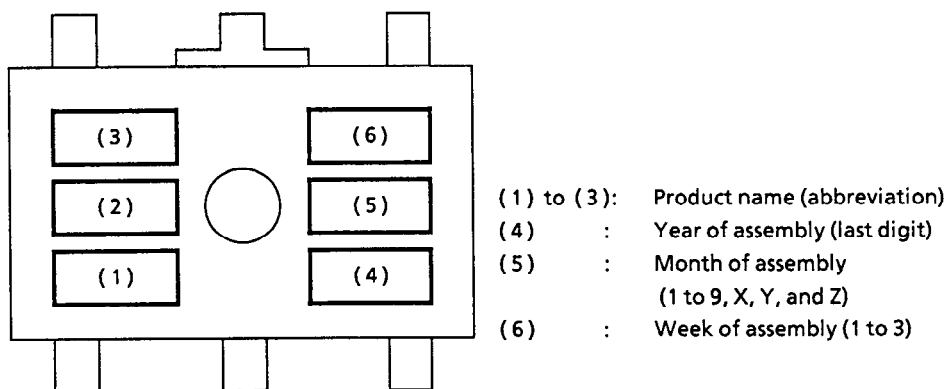 (3) (6)
(2) (5)
(1) (4)
(1) to (3): Product name (abbreviation)
(4) : Year of assembly (last digit)
(5) : Month of assembly
(1 to 9, X, Y, and Z)
(6) : Week of assembly (1 to 3)